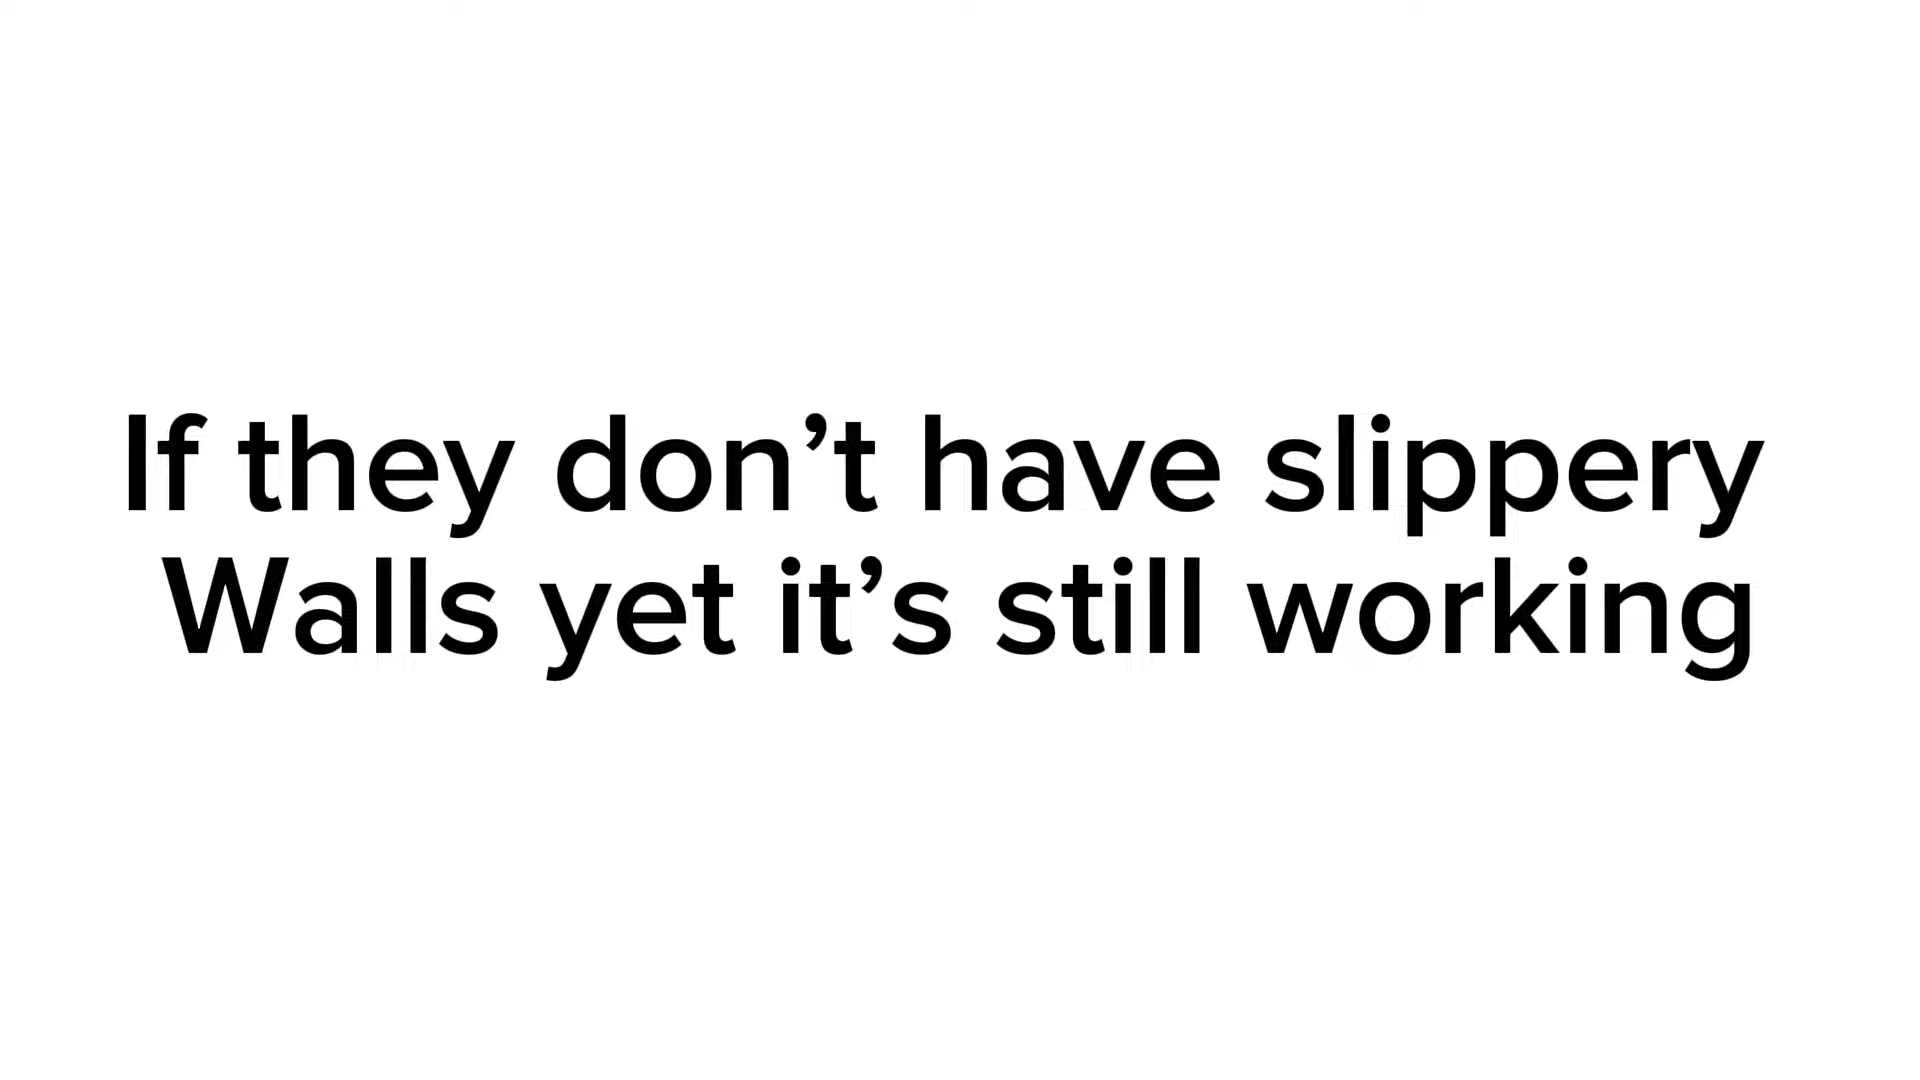 If they don’t have slippery
Walls yet it’s still working